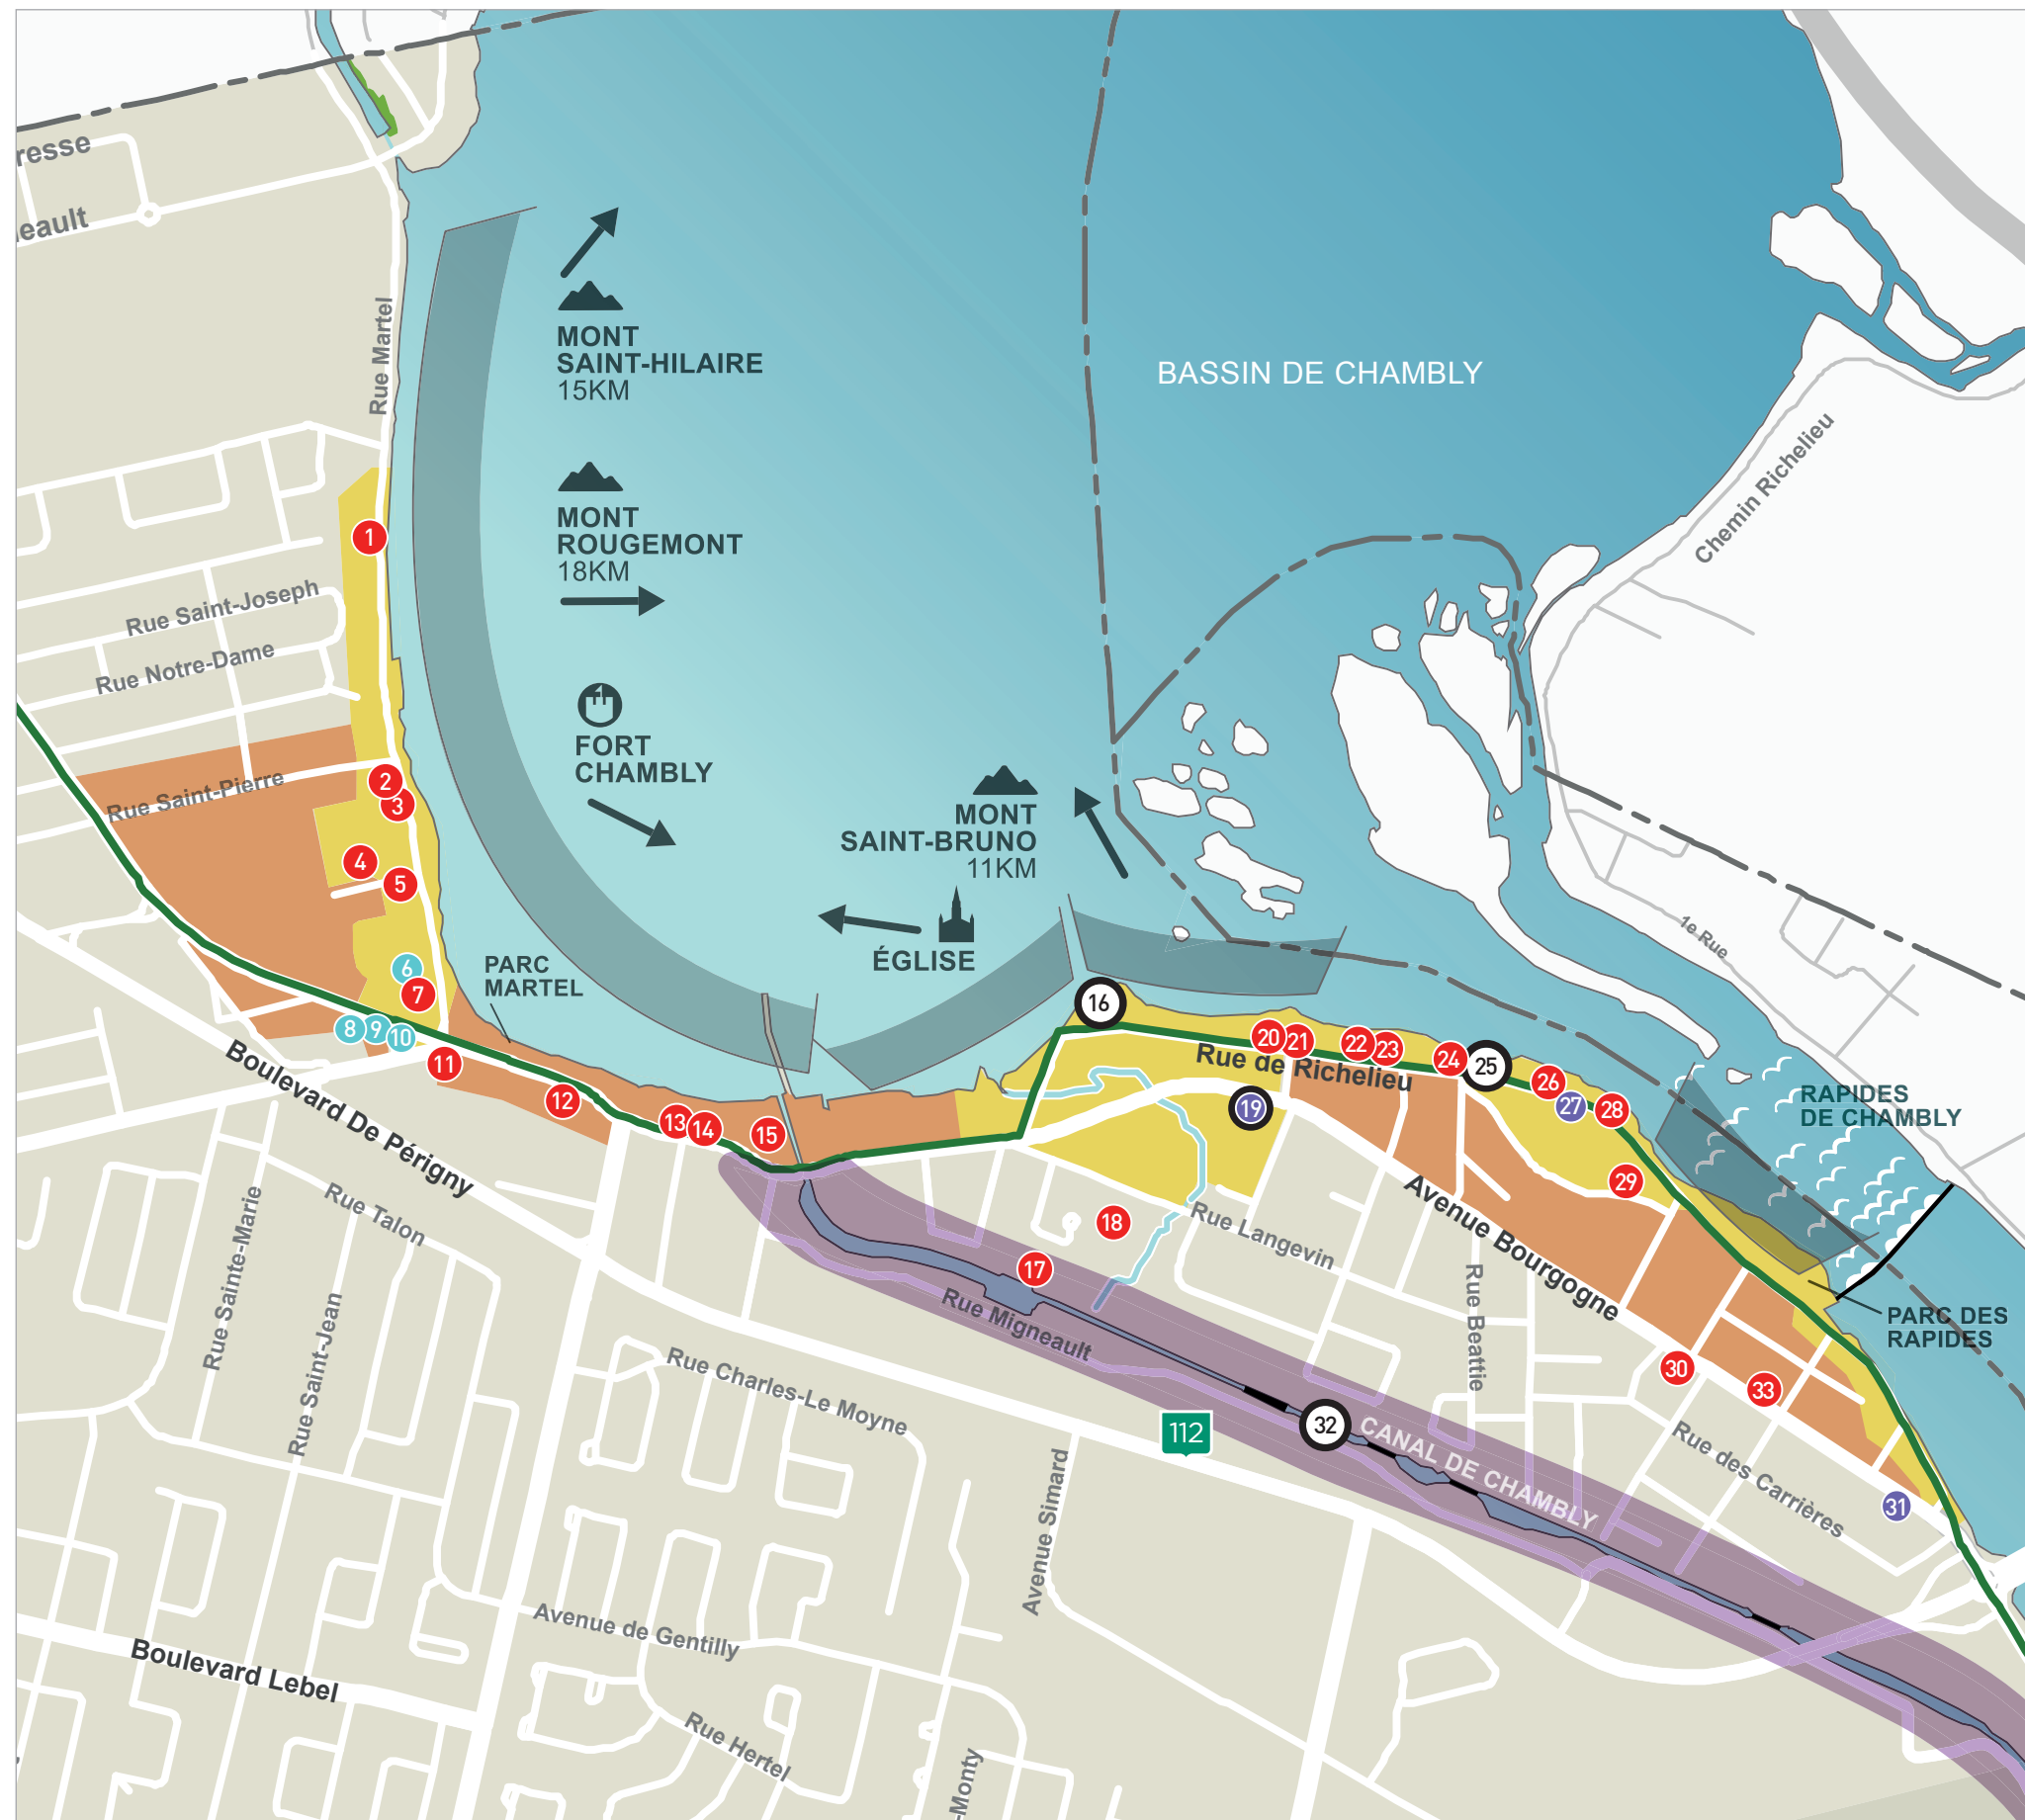 resse
eault
Rue Martel
MONT
SAINT-HILAIRE
15KM
BASSIN DE CHAMBLY
MONT
ROUGEMONT
18KM
Chemin Richelieu
1
Rue Saint-Joseph
Rue Notre-Dame
FORT
CHAMBLY
Rue Saint-Pierre
2
3
4
5
MONT
SAINT-BRUNO
11KM
ÉGLISE
1e Rue
PARC
MARTEL
6
7
8
9
10
11
12
13
14
15
16
Rue de Richelieu
19
20
21
22
23
24
25
26
27
28
29
RAPIDES
DE CHAMBLY
Boulevard De Périgny
Rue Talon
Rue Sainte-Marie
Rue Saint-Jean
17
18
Rue Langevin
Rue Migneault
Avenue Bourgogne
Rue Beattie
PARC DES
RAPIDES
30
33
Rue Charles-Le Moyne
112
32
CANAL DE CHAMBLY
Rue des Carrières
31
Avenue Simard
Avenue de Gentilly
Boulevard Lebel
Rue Hertel
-Monty